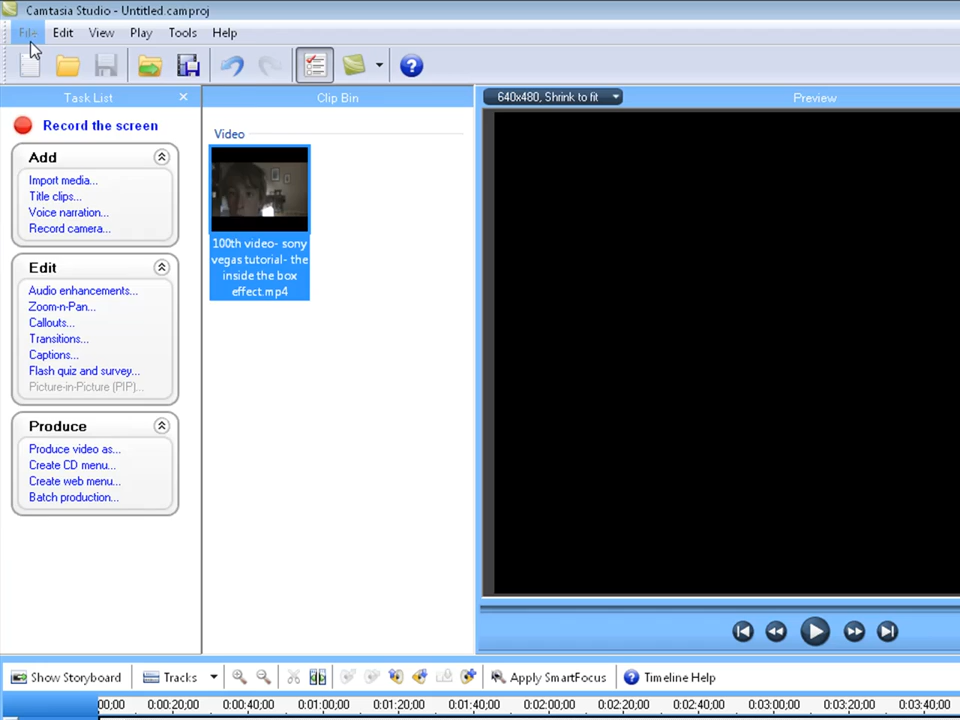 Camtasia Studio - Untitled.camproj
File Edit View Play Tools Help
Task List
Clip Bin
640x480, Shrink to fit
Preview
Record the screen
Add
Import media...
Title clips...
Voice narration...
Record camera...
Edit
Audio enhancements...
Zoom-n-Pan...
Callouts...
Transitions...
Captions...
Flash quiz and survey...
Picture-in-Picture (PIP)...
Produce
Produce video as...
Create CD menu...
Create web menu...
Batch production...
Video
100th video- sony
vegas tutorial- the
inside the box
effect.mp4
Show Storyboard Tracks Apply SmartFocus Timeline Help
00;00 0:00:20;00 0:00:40;00 0:01:00;00 0:01:20;00 0:01:40;00 0:02:00;00 0:02:20;00 0:02:40;00 0:03:00;00 0:03:20;00 0:03:40;00